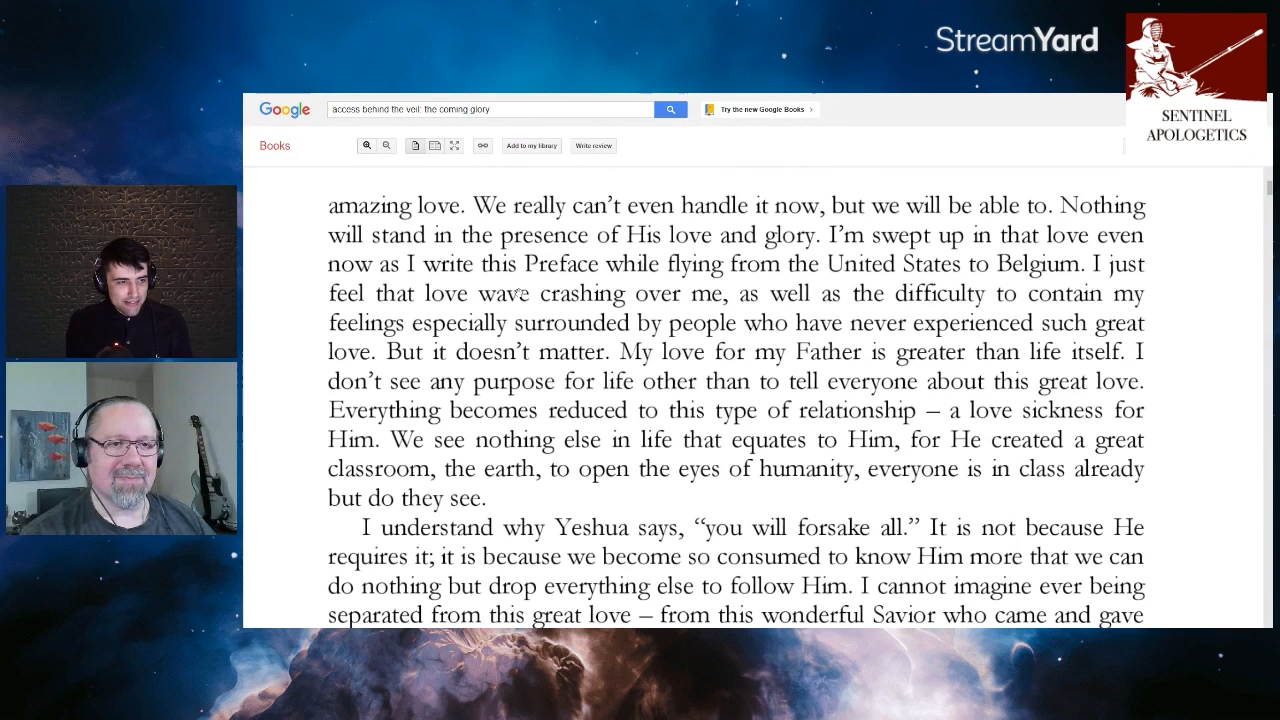 StreamYard
SENTINEL
APOLOGETICS
Google
access behind the veil: the coming glory
Try the new Google Books
Books
Add to my library
Write review
amazing love. We really can’t even handle it now, but we will be able to. Nothing
will stand in the presence of His love and glory. I’m swept up in that love even
now as I write this Preface while flying from the United States to Belgium. I just
feel that love wave crashing over me, as well as the difficulty to contain my
feelings especially surrounded by people who have never experienced such great
love. But it doesn’t matter. My love for my Father is greater than life itself. I
don’t see any purpose for life other than to tell everyone about this great love.
Everything becomes reduced to this type of relationship – a love sickness for
Him. We see nothing else in life that equates to Him, for He created a great
classroom, the earth, to open the eyes of humanity, everyone is in class already
but do they see.
I understand why Yeshua says, “you will forsake all.” It is not because He
requires it; it is because we become so consumed to know Him more that we can
do nothing but drop everything else to follow Him. I cannot imagine ever being
separated from this great love – from this wonderful Savior who came and gave